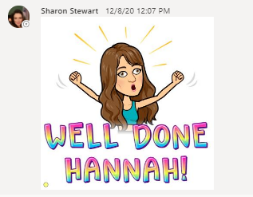 Sharon Stewart 12/8/20 12:07 PM
WELL DONE
HANNAH!